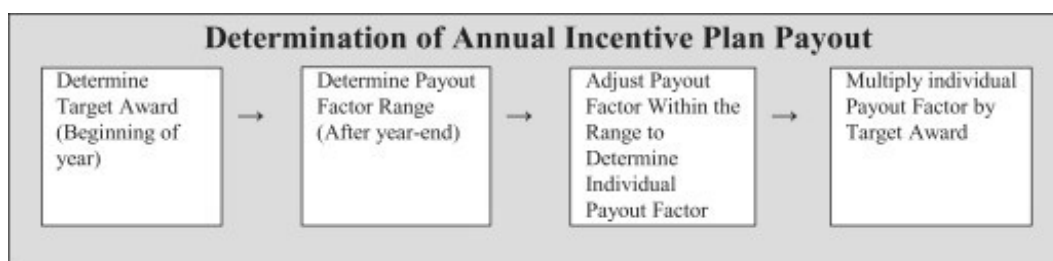 Determination of Annual Incentive Plan Payout
Determine
Target Award
(Beginning of
year)
→
Determine Payout
Factor Range
(After year-end)
→
Adjust Payout
Factor Within the
Range to
Determine
Individual
Payout Factor
→
Multiply individual
Payout Factor by
Target Award